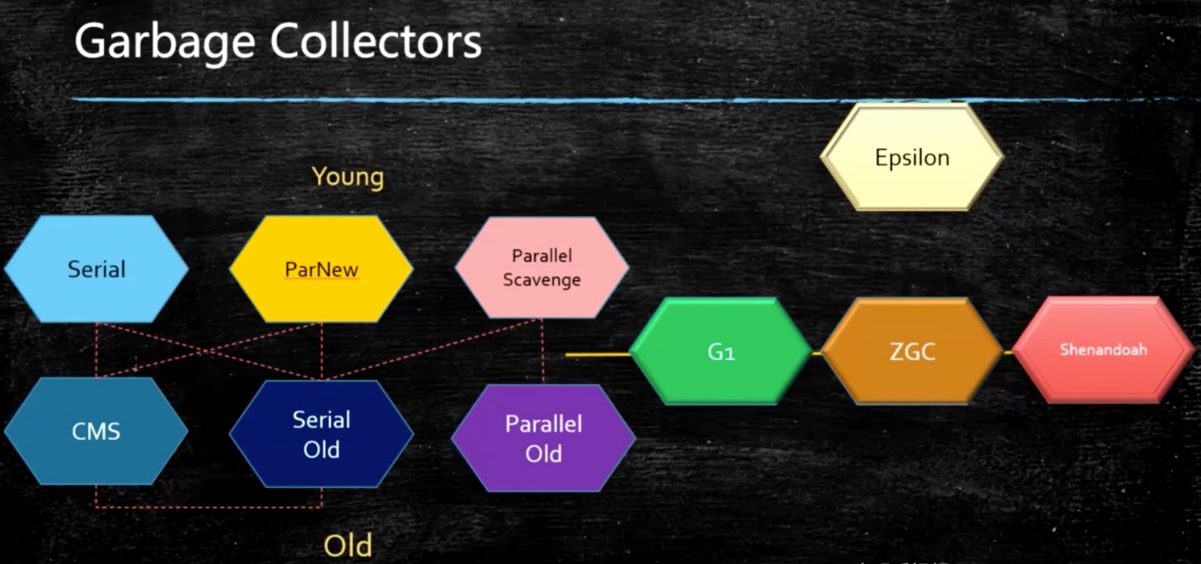 Garbage Collectors
Epsilon
Young
Serial
ParNew
Parallel
Scavenge
G1
ZGC
Shenandoah
CMS
Serial
Old
Parallel
Old
Old